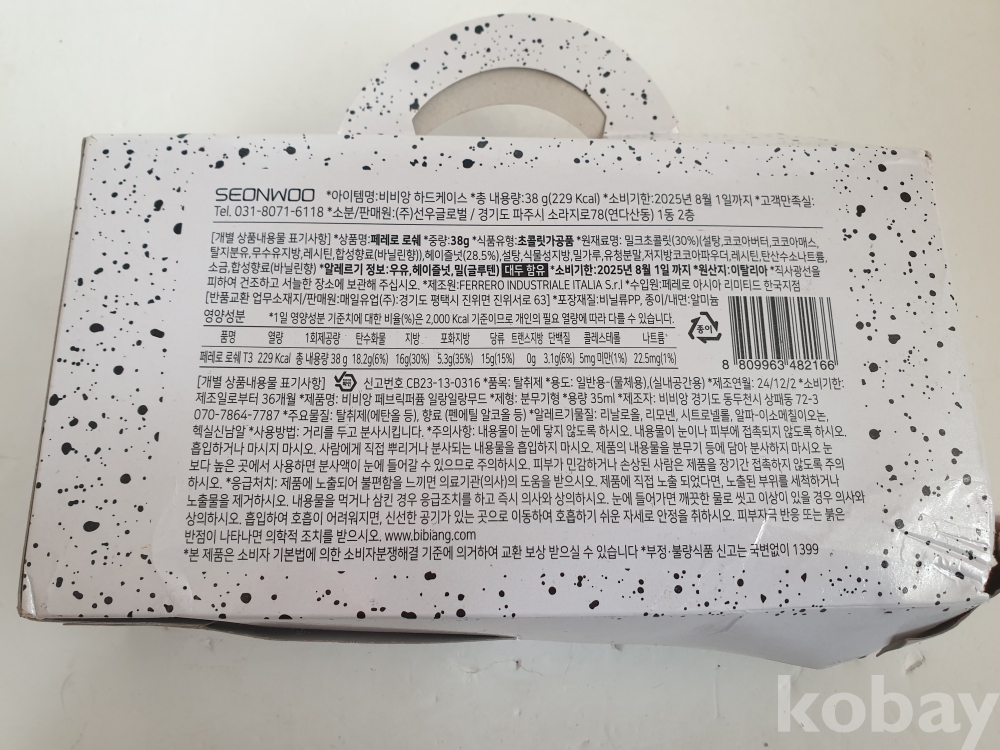 SEONWOO *아이템명:비비앙 하드케이스 *총 내용량:38 g(229 Kcal) *소비기한:2025년 8월 1일까지 *고객만족실:
Tel. 031-8071-6118 *소분/판매원:(주)선우글로벌 / 경기도 파주시 소라지로78(연다산동) 1동 2층
[개별 상품내용물 표기사항] *상품명:페레로 로쉐 *중량:38g *식품유형:초콜릿가공품 *원재료명: 밀크초콜릿(30%)(설탕,코코아버터,코코아매스,
탈지분유,무수유지방,레시틴,합성향료(바닐린향)),헤이즐넛(28.5%),설탕,식물성지방,밀가루,유청분말,저지방코코아파우더,레시틴,탄산수소나트륨,
소금,합성향료(바닐린향) *알레르기 정보:우유,헤이즐넛,밀(글루텐) 대두 함유 *소비기한:2025년 8월 1일 까지 *원산지:이탈리아 *직사광선을
피하여 건조하고 서늘한 장소에 보관해 주십시오. *제조원:FERRERO INDUSTRIALE ITALIA S.r.l *수입원:페레로 아시아 리미티드 한국지점
[반품교환 업무소재지/판매원:매일유업(주):경기도 평택시 진위면 진위서로 63] *포장재질:비닐류PP, 종이/내면:알미늄
영양성분 *1일 영양성분 기준치에 대한 비율(%)은 2,000 Kcal 기준이므로 개인의 필요 열량에 따라 다를 수 있습니다.
품명 열량 1회제공량 탄수화물 지방 포화지방 당류 트랜스지방 단백질 콜레스테롤 나트륨
페레로 로쉐 T3 229 Kcal 총 내용량 38 g 18.2g(6%) 16g(30%) 5.3g(35%) 15g(15%) 0g 3.1g(6%) 5mg 미만(1%) 22.5mg(1%)
종이
8 809963 482166
[개별 상품내용물 표기사항] 신고번호 CB23-13-0316 *품목: 탈취제 *용도: 일반용-(물체용),(실내공간용) *제조연월: 24/12/2 *소비기한:
제조일로부터 36개월 *제품명: 비비앙 페브릭퍼퓸 일랑일랑무드 *제형: 분무기형 *용량 35ml *제조자: 비비앙 경기도 동두천시 상패동 72-3
070-7864-7787 *주요물질: 탈취제(에탄올 등), 향료 (펜에틸 알코올 등) *알레르기물질: 리날로올, 리모넨, 시트로넬롤, 알파-이소메칠이오논,
헥실신남알 *사용방법: 거리를 두고 분사시킵니다. *주의사항: 내용물이 눈에 닿지 않도록 하시오. 내용물이 눈이나 피부에 접촉되지 않도록 하시오.
흡입하거나 마시지 마시오. 사람에게 직접 뿌리거나 분사되는 내용물을 흡입하지 마시오. 제품의 내용물을 분무기 등에 담아 분사하지 마시오 눈
보다 높은 곳에서 사용하면 분사액이 눈에 들어갈 수 있으므로 주의하시오. 피부가 민감하거나 손상된 사람은 제품을 장기간 접촉하지 않도록 주의
하시오. *응급처치: 제품에 노출되어 불편함을 느끼면 의료기관(의사)의 도움을 받으시오. 제품에 직접 노출 되었다면, 노출된 부위를 세척하거나
노출물을 제거하시오. 내용물을 먹거나 삼킨 경우 응급조치를 하고 즉시 의사와 상의하시오. 눈에 들어가면 깨끗한 물로 씻고 이상이 있을 경우 의사와
상의하시오. 흡입하여 호흡이 어려워지면, 신선한 공기가 있는 곳으로 이동하여 호흡하기 쉬운 자세로 안정을 취하시오. 피부자극 반응 또는 붉은
반점이 나타나면 의학적 조치를 받으시오. www.bibiang.com
*본 제품은 소비자 기본법에 의한 소비자분쟁해결 기준에 의거하여 교환 보상 받으실 수 있습니다 *부정·불량식품 신고는 국번없이 1399
kobay